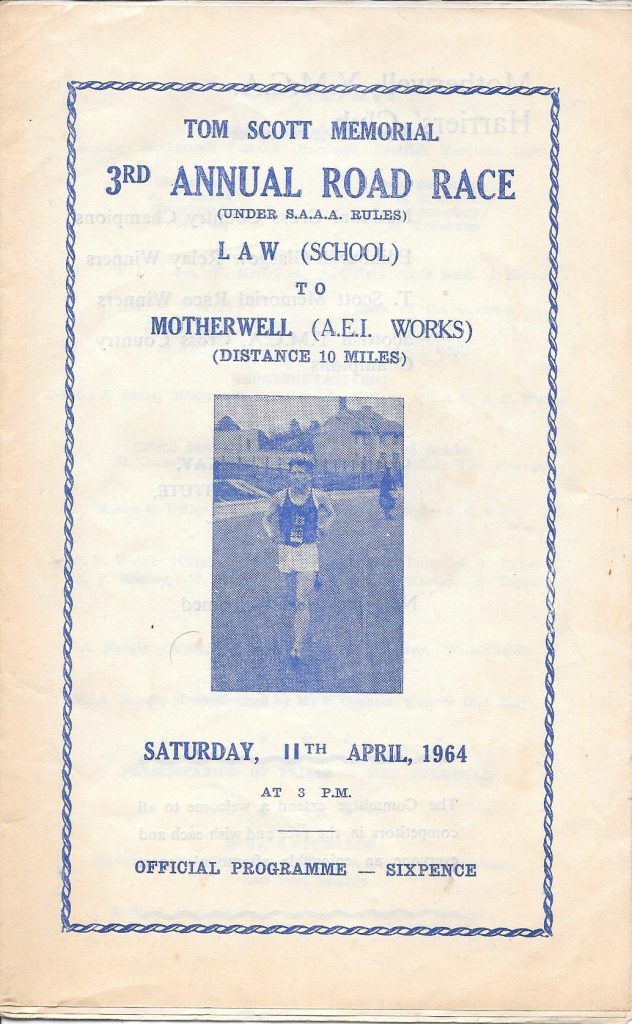 TOM SCOTT MEMORIAL
3RD ANNUAL ROAD RACE
(UNDER S.A.A.A. RULES)
LAW (SCHOOL)
TO
MOTHERWELL (A.E.I. WORKS)
(DISTANCE 10 MILES)
SATURDAY, 11TH APRIL, 1964
AT 3 P.M.
OFFICIAL PROGRAMME — SIXPENCE